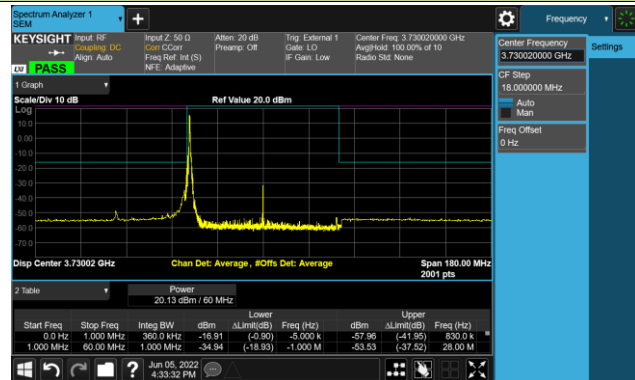 Spectrum Analyzer 1
SEM
Frequency
KEYSIGHT
Input: RF
Coupling: DC
Align: Auto
Input Z: 50 Ω
Corr CCorr
Freq Ref: Int (S)
NFE: Adaptive
Atten: 20 dB
Preamp: Off
Trig: External 1
Gate: LO
IF Gain: Low
Center Freq: 3.730020000 GHz
Avg|Hold: 100.00% of 10
Radio Std: None
LXI PASS
Center Frequency
3.730020000 GHz
Settings
CF Step
18.000000 MHz
Auto
Man
Freq Offset
0 Hz
1 Graph
Scale/Div 10 dB
Ref Value 20.0 dBm
Log
10.0
0.00
-10.0
-20.0
-30.0
-40.0
-50.0
-60.0
-70.0
Disp Center 3.73002 GHz
Chan Det: Average , #Offs Det: Average
Span 180.00 MHz
2001 pts
2 Table
Power
20.13 dBm / 60 MHz
Lower Upper
Start Freq Stop Freq Integ BW dBm ΔLimit(dB) Freq (Hz) dBm ΔLimit(dB) Freq (Hz)
0.0 Hz 1.000 MHz 360.0 kHz -16.91 (-0.90) -5.000 k -57.96 (-41.95) 830.0 k
1.000 MHz 60.00 MHz 1.000 MHz -34.94 (-18.93) -1.000 M -53.53 (-37.52) 28.00 M
?
Jun 05, 2022
4:33:32 PM